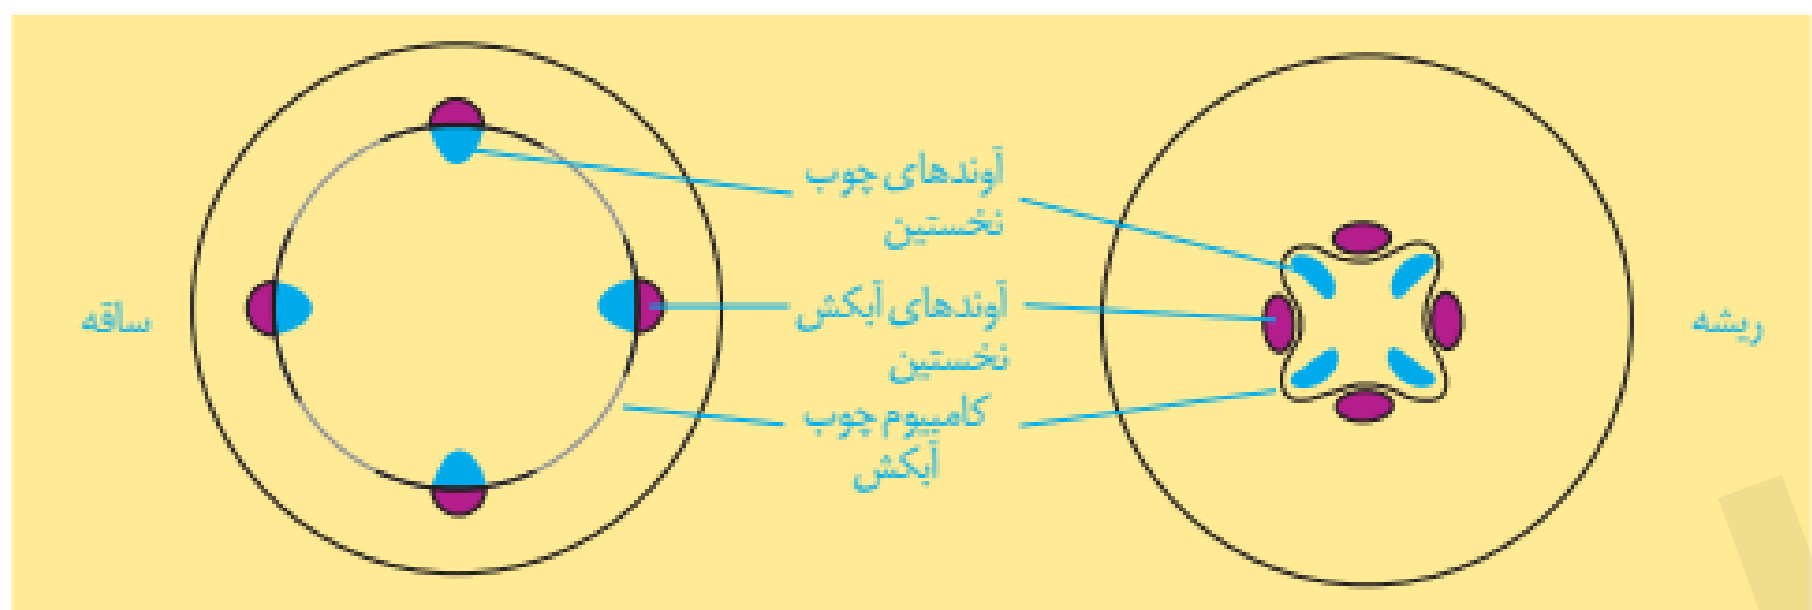 آوندهای چوب
نخستین
آوندهای آبکش
نخستین
کامبیوم چوب
آبکش
ریشه
ساقه